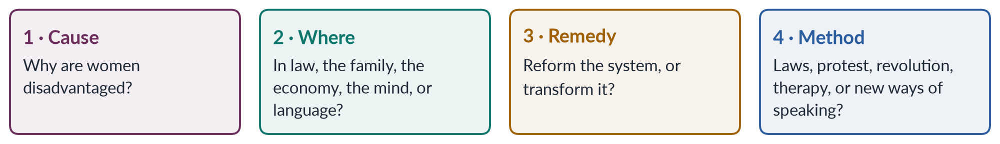 1 · Cause
Why are women
disadvantaged?
2 · Where
In law, the family, the
economy, the mind, or
language?
3 · Remedy
Reform the system, or
transform it?
4 · Method
Laws, protest, revolution,
therapy, or new ways of
speaking?